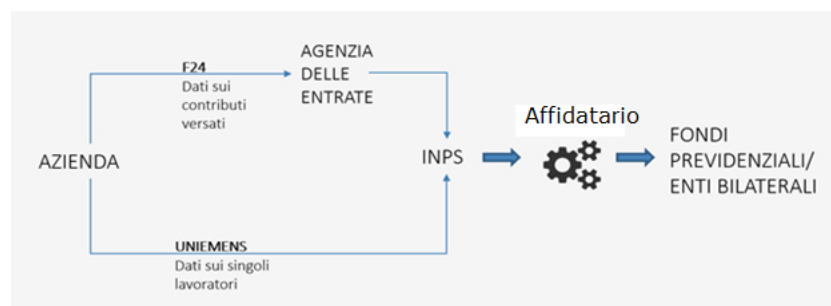 F24
Dati sui
contributi
versati
AGENZIA
DELLE
ENTRATE
AZIENDA
INPS
Affidatario
FONDI
PREVIDENZIALI/
ENTI BILATERALI
UNIEMENS
Dati sui singoli
lavoratori